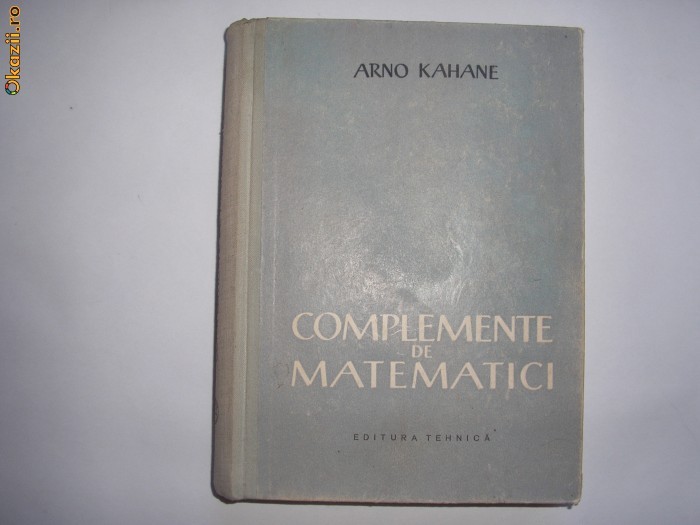 Okazii.ro
ARNO KAHANE
COMPLEMENTE
DE
MATEMATICI
EDITURA TEHNICĂ